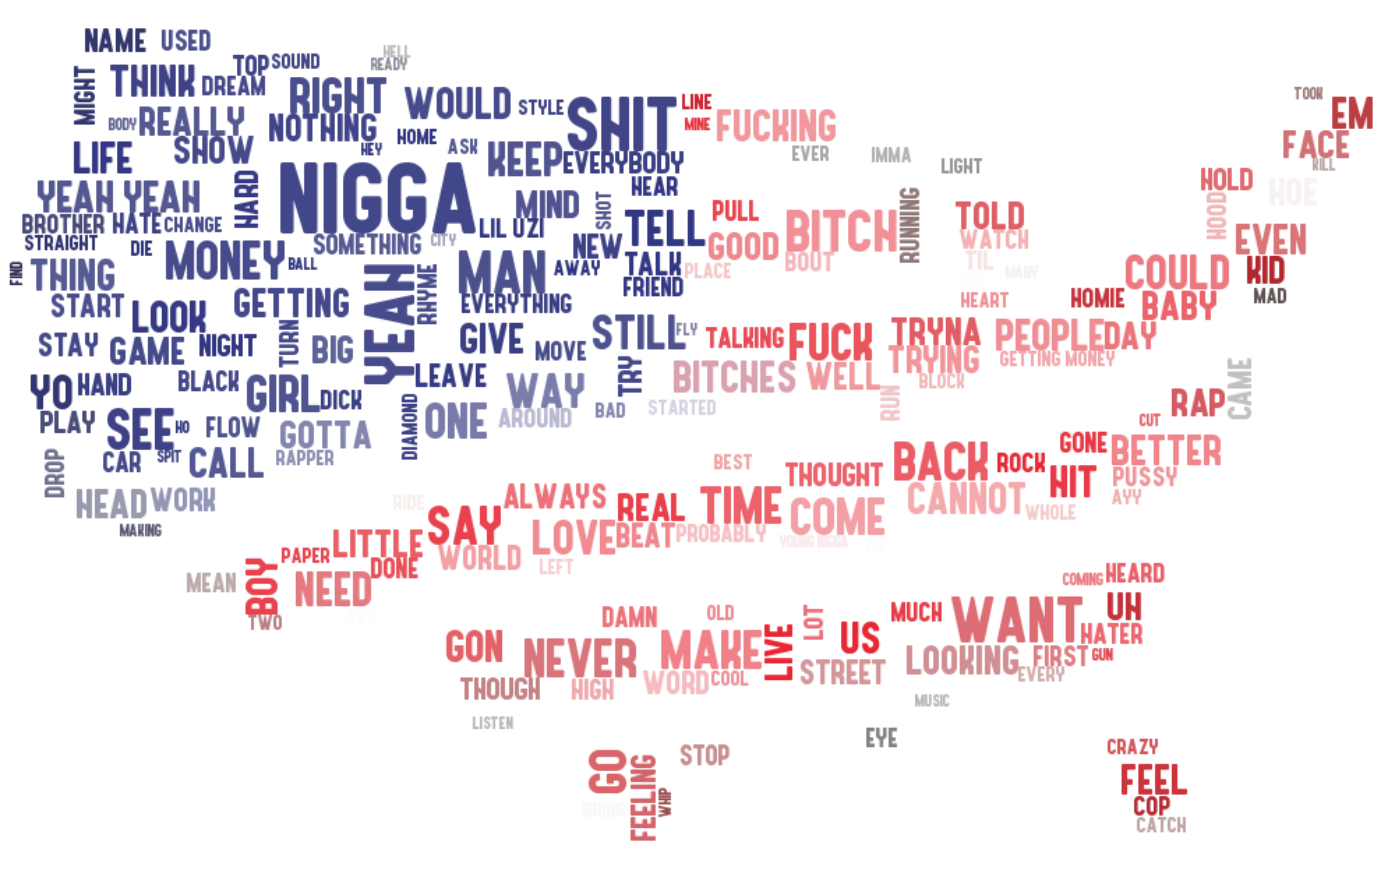 NAME USED
HELL
TOP SOUND
READY
MIGHT
THINK DREAM
RIGHT
WOULD STYLE SHIT LINE
TOOK
EM
BODY REALLY
NOTHING
HOME
MINE FUCKING
FACE
LIFE SHOW
HEY
ASK
KEEP EVERYBODY
EVER IMMA LIGHT
KILL
YEAH YEAH
HARD
NIGGA
HEAR
HOLD HOE
BROTHER HATE CHANGE
MIND SHOT
PULL
BITCH RUNNING
TOLD
HOOD
STRAIGHT
DIE
SOMETHING CITY
LIL UZI
NEW TELL
GOOD
WATCH
EVEN
FIND THING
MONEY BALL
MAN AWAY
TALK
PLACE BOUT
TIL MANY
COULD KID
FRIEND
START LOOK
GETTING
YEAH
RHYME
EVERYTHING
HEART
HOMIE BABY
MAD
STAY GAME NIGHT
TURN BIG
GIVE MOVE
STILL FLY
TALKING FUCK
TRYNA PEOPLE DAY
TRYING GETTING MONEY
YO HAND
BLACK GIRL DICK
LEAVE
WAY
TRY
BITCHES WELL
BLOCK
RUN
CAME
PLAY SEE HO FLOW
GOTTA
DIAMOND
ONE AROUND
BAD STARTED
RAP
CUT
DROP
CAR SPIT CALL
RAPPER
BEST
THOUGHT
BACK ROCK
GONE BETTER
HEAD WORK
MAKING
RIDE
ALWAYS
REAL TIME
COME
CANNOT
HIT PUSSY
AYY
WHOLE
SAY
LOVE BEAT PROBABLY
YOUNG NIGGA
PAPER LITTLE
WORLD
LEFT
MEAN BOY
DONE
NEED
COMING HEARD
TWO
DAMN OLD
LOT
MUCH WANT UH
HATER
GON NEVER MAKE
LIVE
US
LOOKING FIRST GUN
THOUGH HIGH
WORD COOL
STREET
EVERY
LISTEN
MUSIC
EYE
GO
FEELING
STOP
CRAZY
BRING
WHIP
FEEL
COP
CATCH